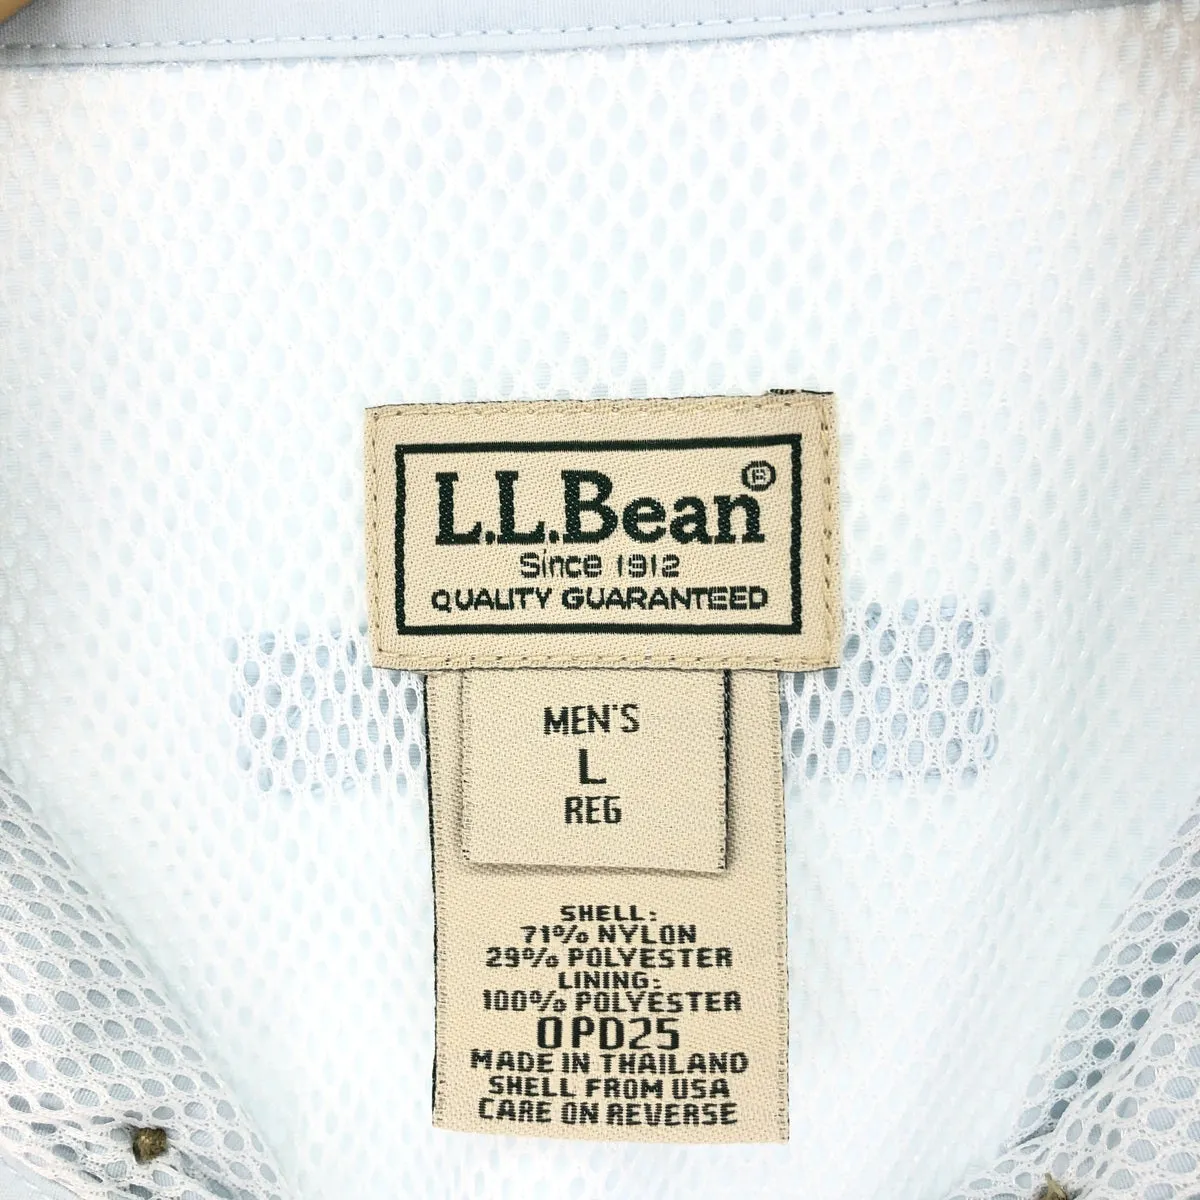 L.L.Bean®
Since 1912
QUALITY GUARANTEED
MEN'S
L
REG
SHELL:
71% NYLON
29% POLYESTER
LINING:
100% POLYESTER
0PD25
MADE IN THAILAND
SHELL FROM USA
CARE ON REVERSE